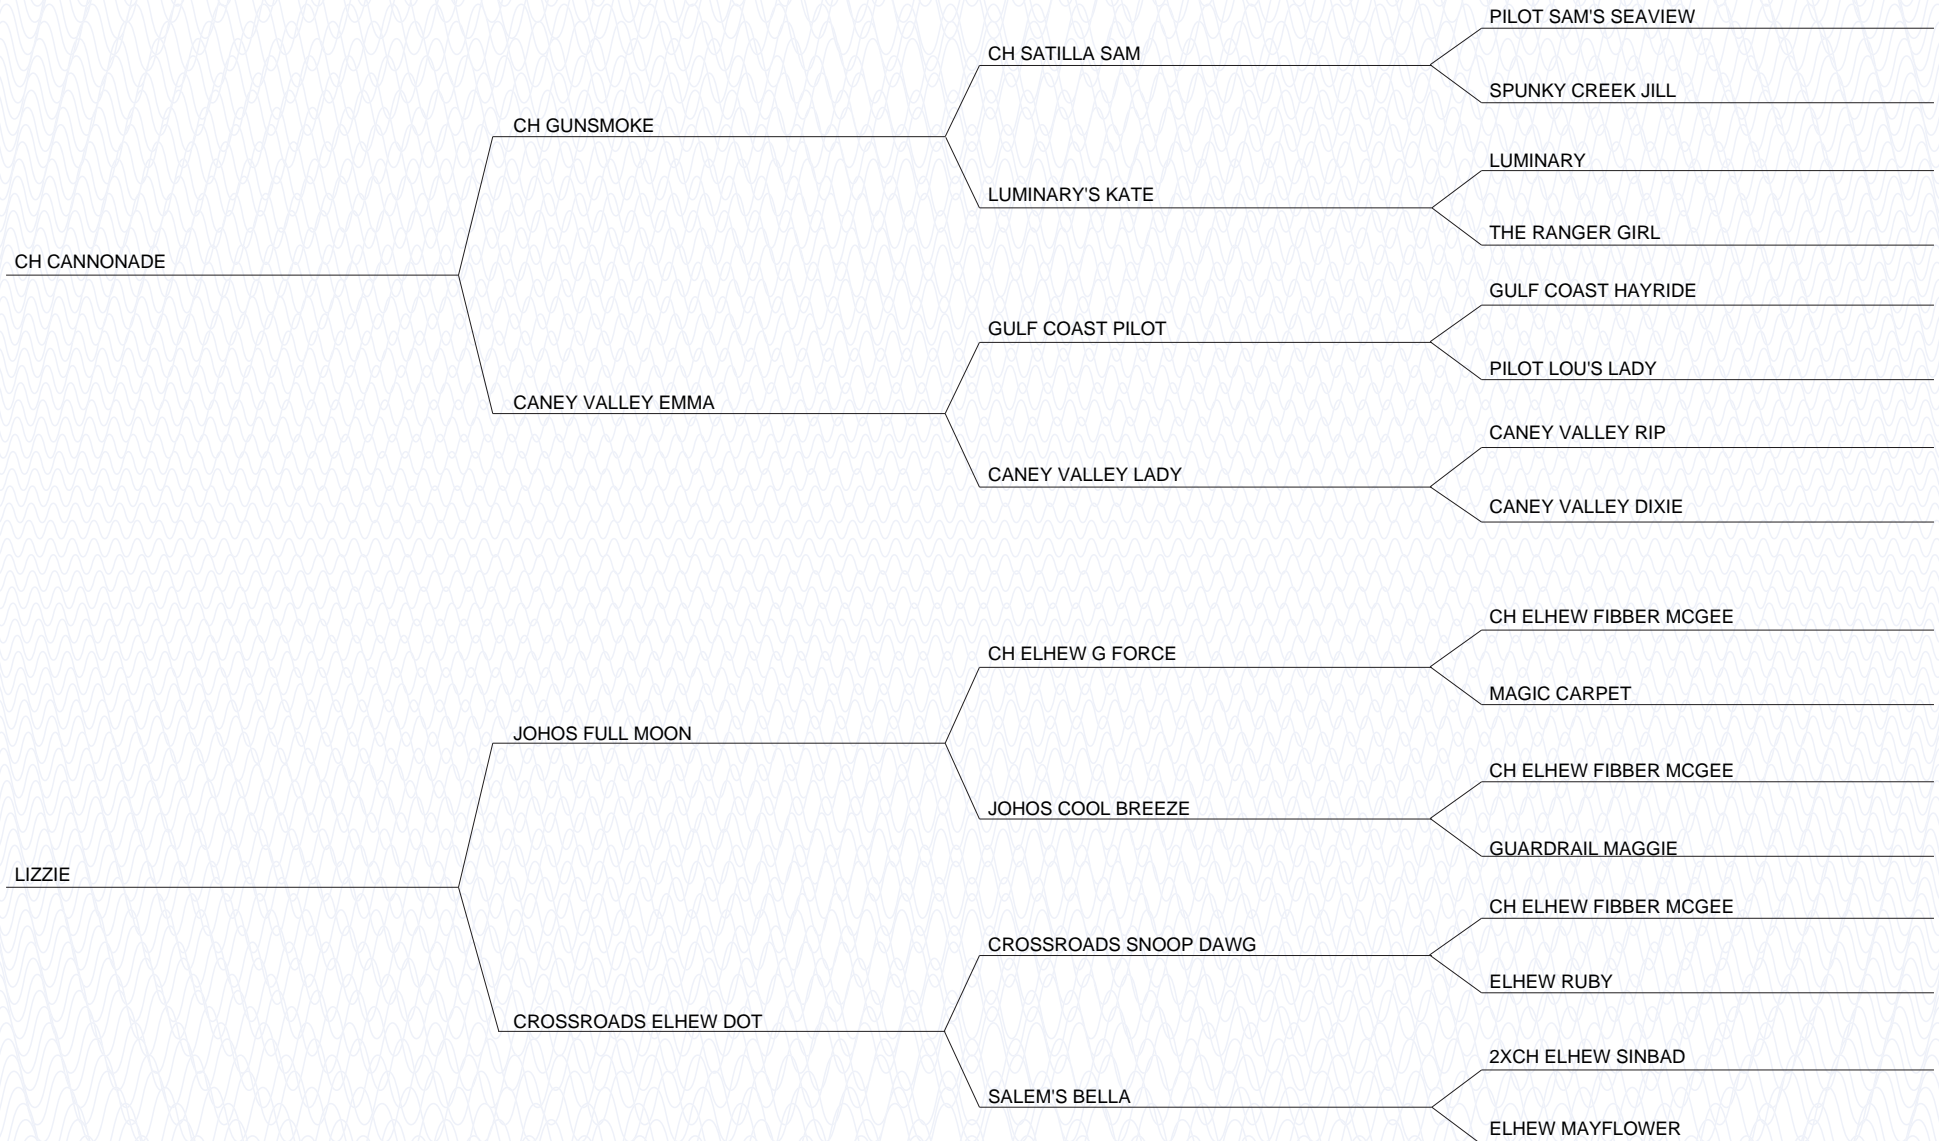 PILOT SAM'S SEAVIEW
CH SATILLA SAM
SPUNKY CREEK JILL
CH GUNSMOKE
LUMINARY
LUMINARY'S KATE
THE RANGER GIRL
CH CANNONADE
GULF COAST HAYRIDE
GULF COAST PILOT
PILOT LOU'S LADY
CANEY VALLEY EMMA
CANEY VALLEY RIP
CANEY VALLEY LADY
CANEY VALLEY DIXIE
CH ELHEW FIBBER MCGEE
CH ELHEW G FORCE
MAGIC CARPET
JOHOS FULL MOON
CH ELHEW FIBBER MCGEE
JOHOS COOL BREEZE
GUARDRAIL MAGGIE
LIZZIE
CH ELHEW FIBBER MCGEE
CROSSROADS SNOOP DAWG
ELHEW RUBY
CROSSROADS ELHEW DOT
2XCH ELHEW SINBAD
SALEM'S BELLA
ELHEW MAYFLOWER